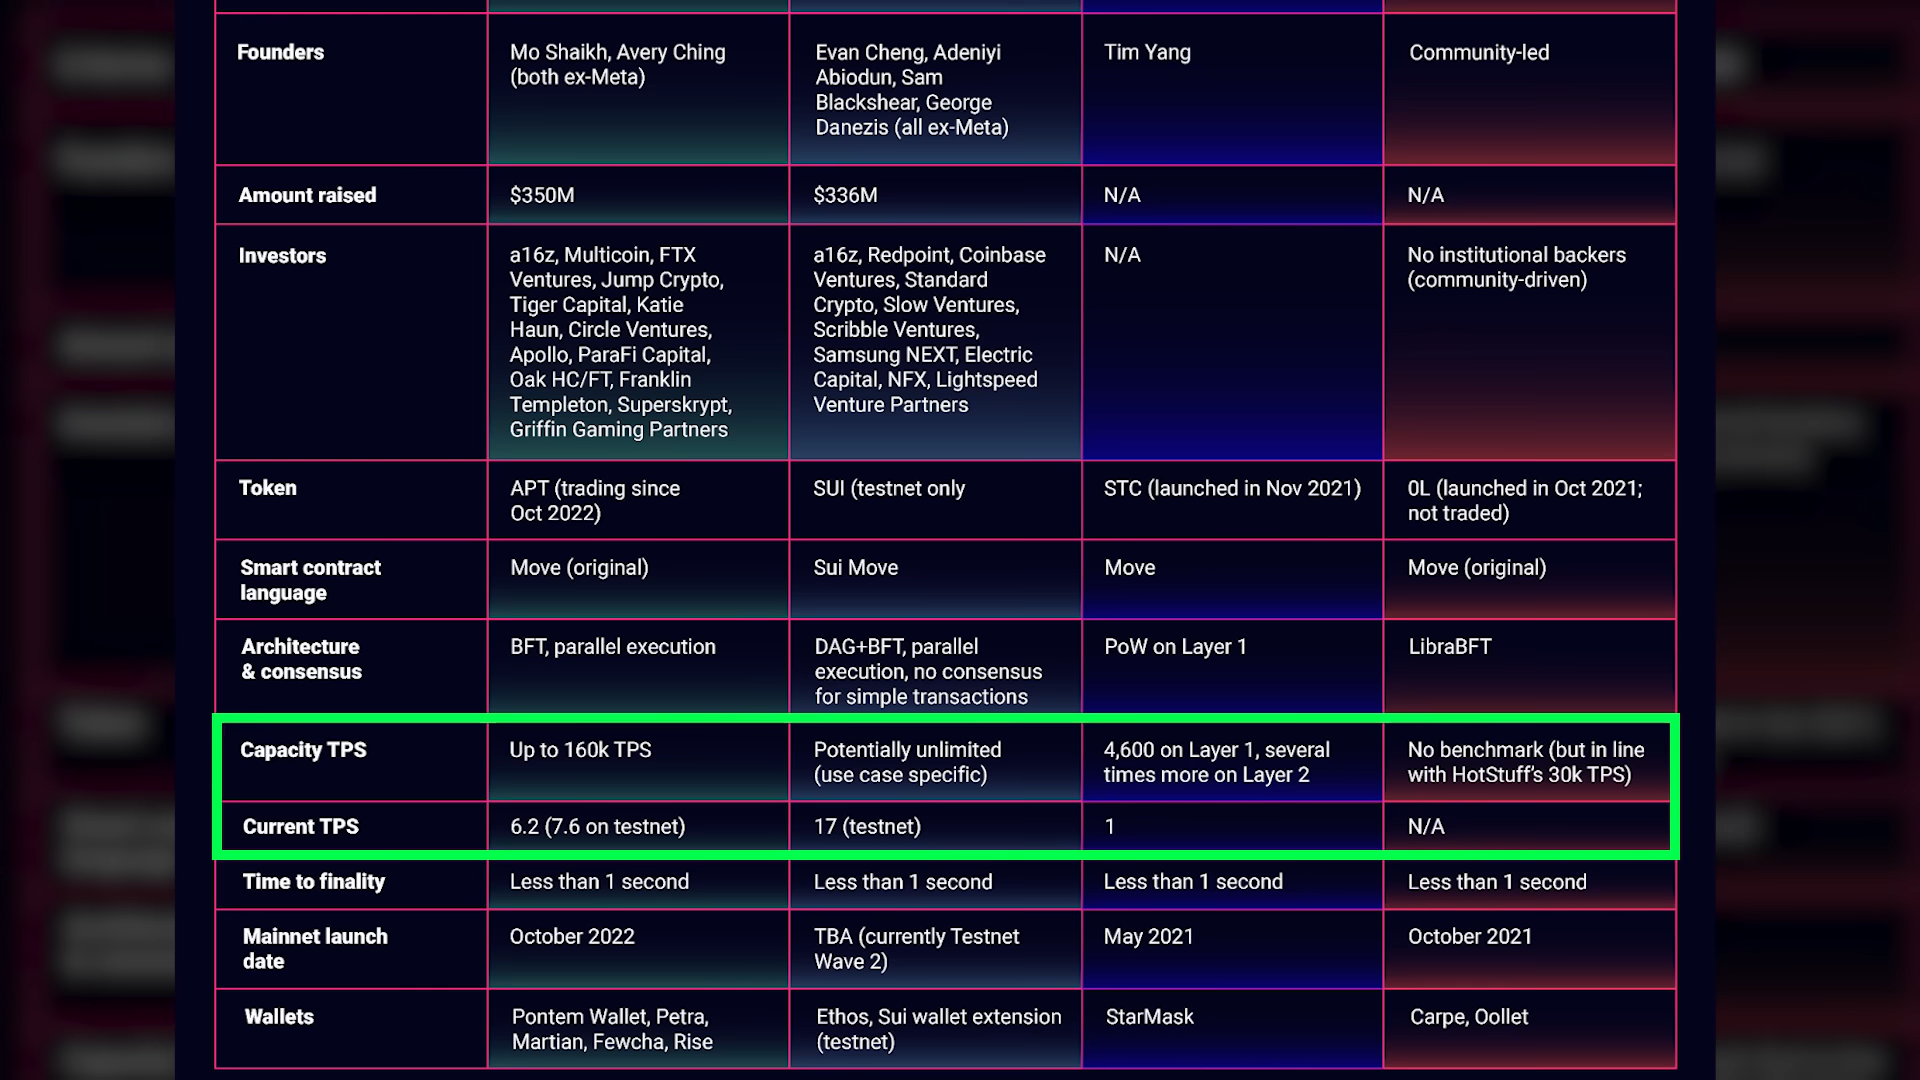 Founders
Mo Shaikh, Avery Ching
(both ex-Meta)
Evan Cheng, Adeniyi
Abiodun, Sam
Blackshear, George
Danezis (all ex-Meta)
Tim Yang
Community-led
Amount raised
$350M
$336M
N/A
N/A
Investors
a16z, Multicoin, FTX
Ventures, Jump Crypto,
Tiger Capital, Katie
Haun, Circle Ventures,
Apollo, ParaFi Capital,
Oak HC/FT, Franklin
Templeton, Superskrypt,
Griffin Gaming Partners
a16z, Redpoint, Coinbase
Ventures, Standard
Crypto, Slow Ventures,
Scribble Ventures,
Samsung NEXT, Electric
Capital, NFX, Lightspeed
Venture Partners
N/A
No institutional backers
(community-driven)
Token
APT (trading since
Oct 2022)
SUI (testnet only
STC (launched in Nov 2021)
0L (launched in Oct 2021;
not traded)
Smart contract
language
Move (original)
Sui Move
Move
Move (original)
Architecture
& consensus
BFT, parallel execution
DAG+BFT, parallel
execution, no consensus
for simple transactions
PoW on Layer 1
LibraBFT
Capacity TPS
Up to 160k TPS
Potentially unlimited
(use case specific)
4,600 on Layer 1, several
times more on Layer 2
No benchmark (but in line
with HotStuff's 30k TPS)
Current TPS
6.2 (7.6 on testnet)
17 (testnet)
1
N/A
Time to finality
Less than 1 second
Less than 1 second
Less than 1 second
Less than 1 second
Mainnet launch
date
October 2022
TBA (currently Testnet
Wave 2)
May 2021
October 2021
Wallets
Pontem Wallet, Petra,
Martian, Fewcha, Rise
Ethos, Sui wallet extension
(testnet)
StarMask
Carpe, Oollet